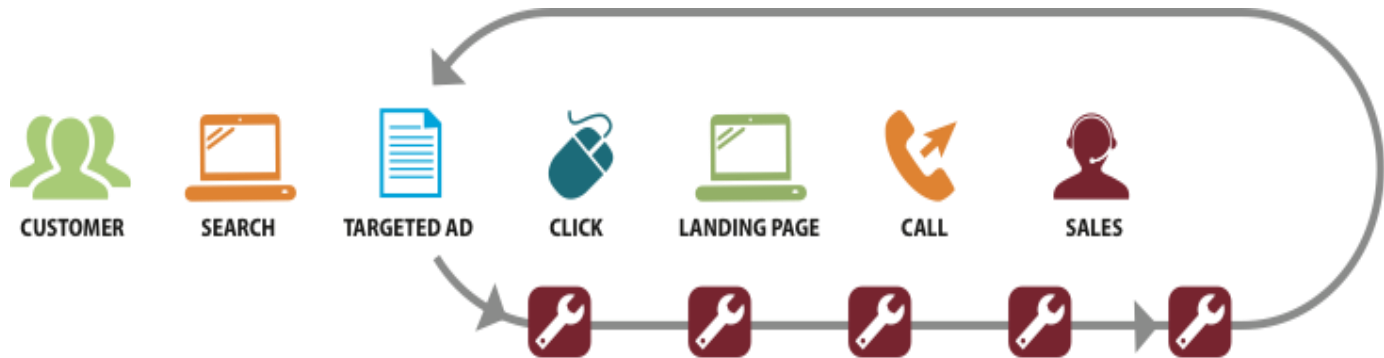 CUSTOMER
SEARCH
TARGETED AD
CLICK
LANDING PAGE
CALL
SALES